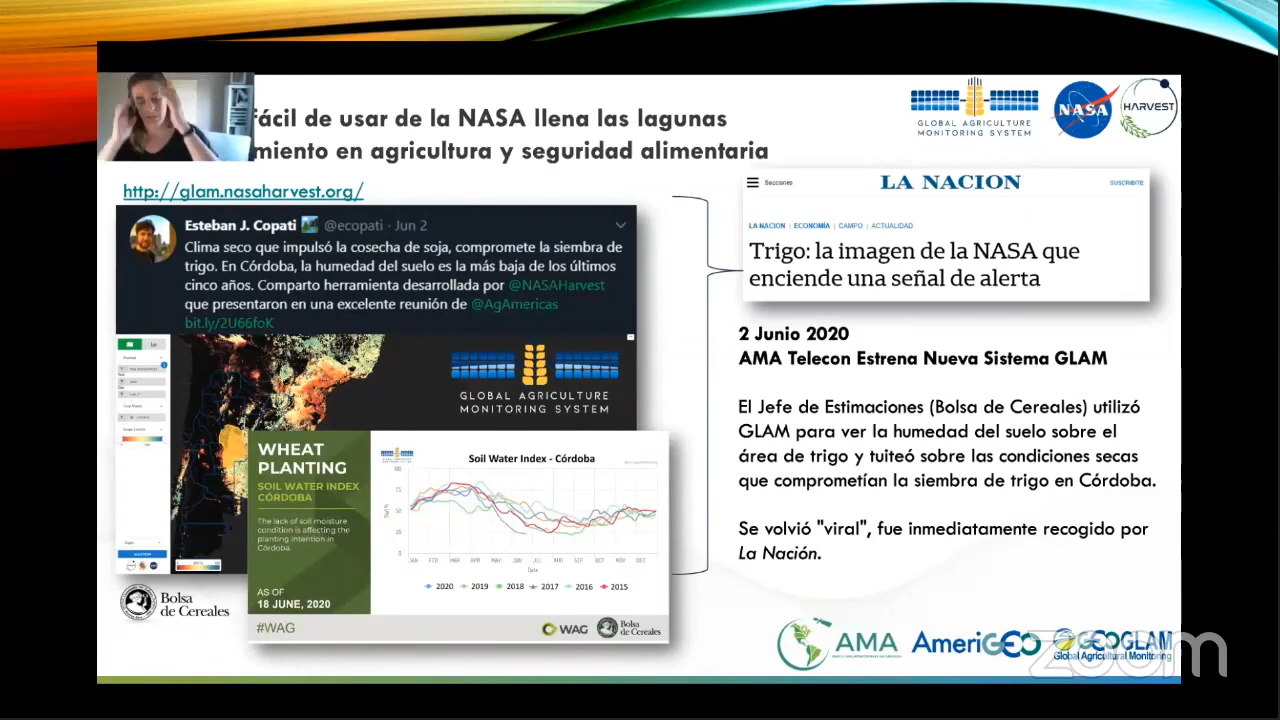 fácil de usar de la NASA llena las lagunas
miento en agricultura y seguridad alimentaria
GLOBAL AGRICULTURE
MONITORING SYSTEM
NASA
HARVEST
http://glam.nasaharvest.org/
Esteban J. Copati @ecopati · Jun 2
Clima seco que impulsó la cosecha de soja, compromete la siembra de
trigo. En Córdoba, la humedad del suelo es la más baja de los últimos
cinco años. Comparto herramienta desarrollada por @NASAHarvest
que presentaron en una excelente reunión de @AgAmericas
bit.ly/2U66foK
GLOBAL AGRICULTURE
MONITORING SYSTEM
Secciones
LA NACION
SUSCRIBITE
LA NACION | ECONOMÍA | CAMPO | ACTUALIDAD
Trigo: la imagen de la NASA que
enciende una señal de alerta
2 Junio 2020
AMA Telecon Estrena Nueva Sistema GLAM
El Jefe de Estimaciones (Bolsa de Cereales) utilizó
GLAM para ver la humedad del suelo sobre el
área de trigo y tuiteó sobre las condiciones secas
que comprometían la siembra de trigo en Córdoba.
Se volvió "viral", fue inmediatamente recogido por
La Nación.
WHEAT
PLANTING
SOIL WATER INDEX
CÓRDOBA
The lack of soil moisture
condition is affecting the
planting intention in
Córdoba.
AS OF
18 JUNE, 2020
#WAG
Soil Water Index - Córdoba
100
75
50
25
0
JAN FEB MAR APR MAY JUN JUL AUG SEP OCT NOV DEC
Date
2020 2019 2018 2017 2016 2015
WAG
Bolsa
de Cereales
Bolsa
de Cereales
AMA
AmeriGEO
GEOGLAM
Global Agricultural Monitoring
zoom